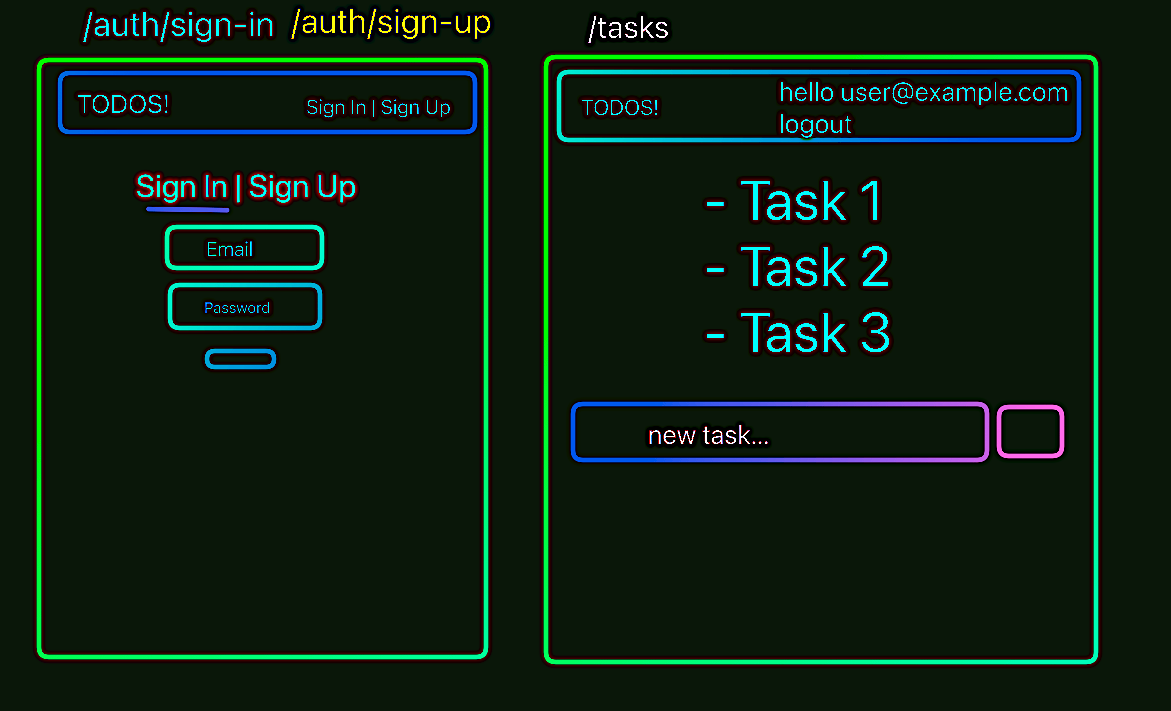 /auth/sign-in /auth/sign-up
TODOS!
Sign In | Sign Up
Sign In | Sign Up
Email
Password
/tasks
TODOS!
hello user@example.com
logout
- Task 1
- Task 2
- Task 3
new task...